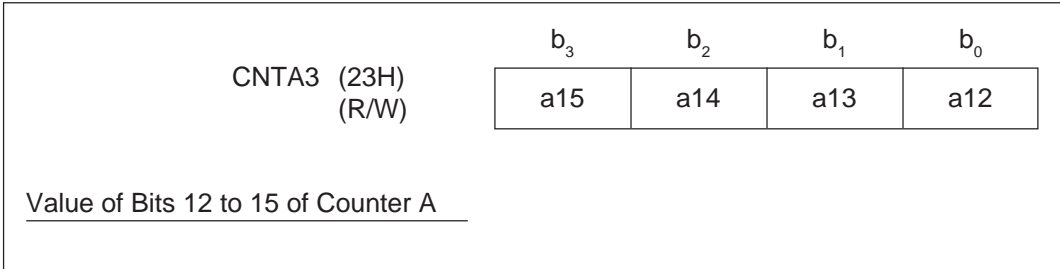 b3 b2 b1 b0
CNTA3 (23H)
(R/W)
a15 a14 a13 a12
Value of Bits 12 to 15 of Counter A